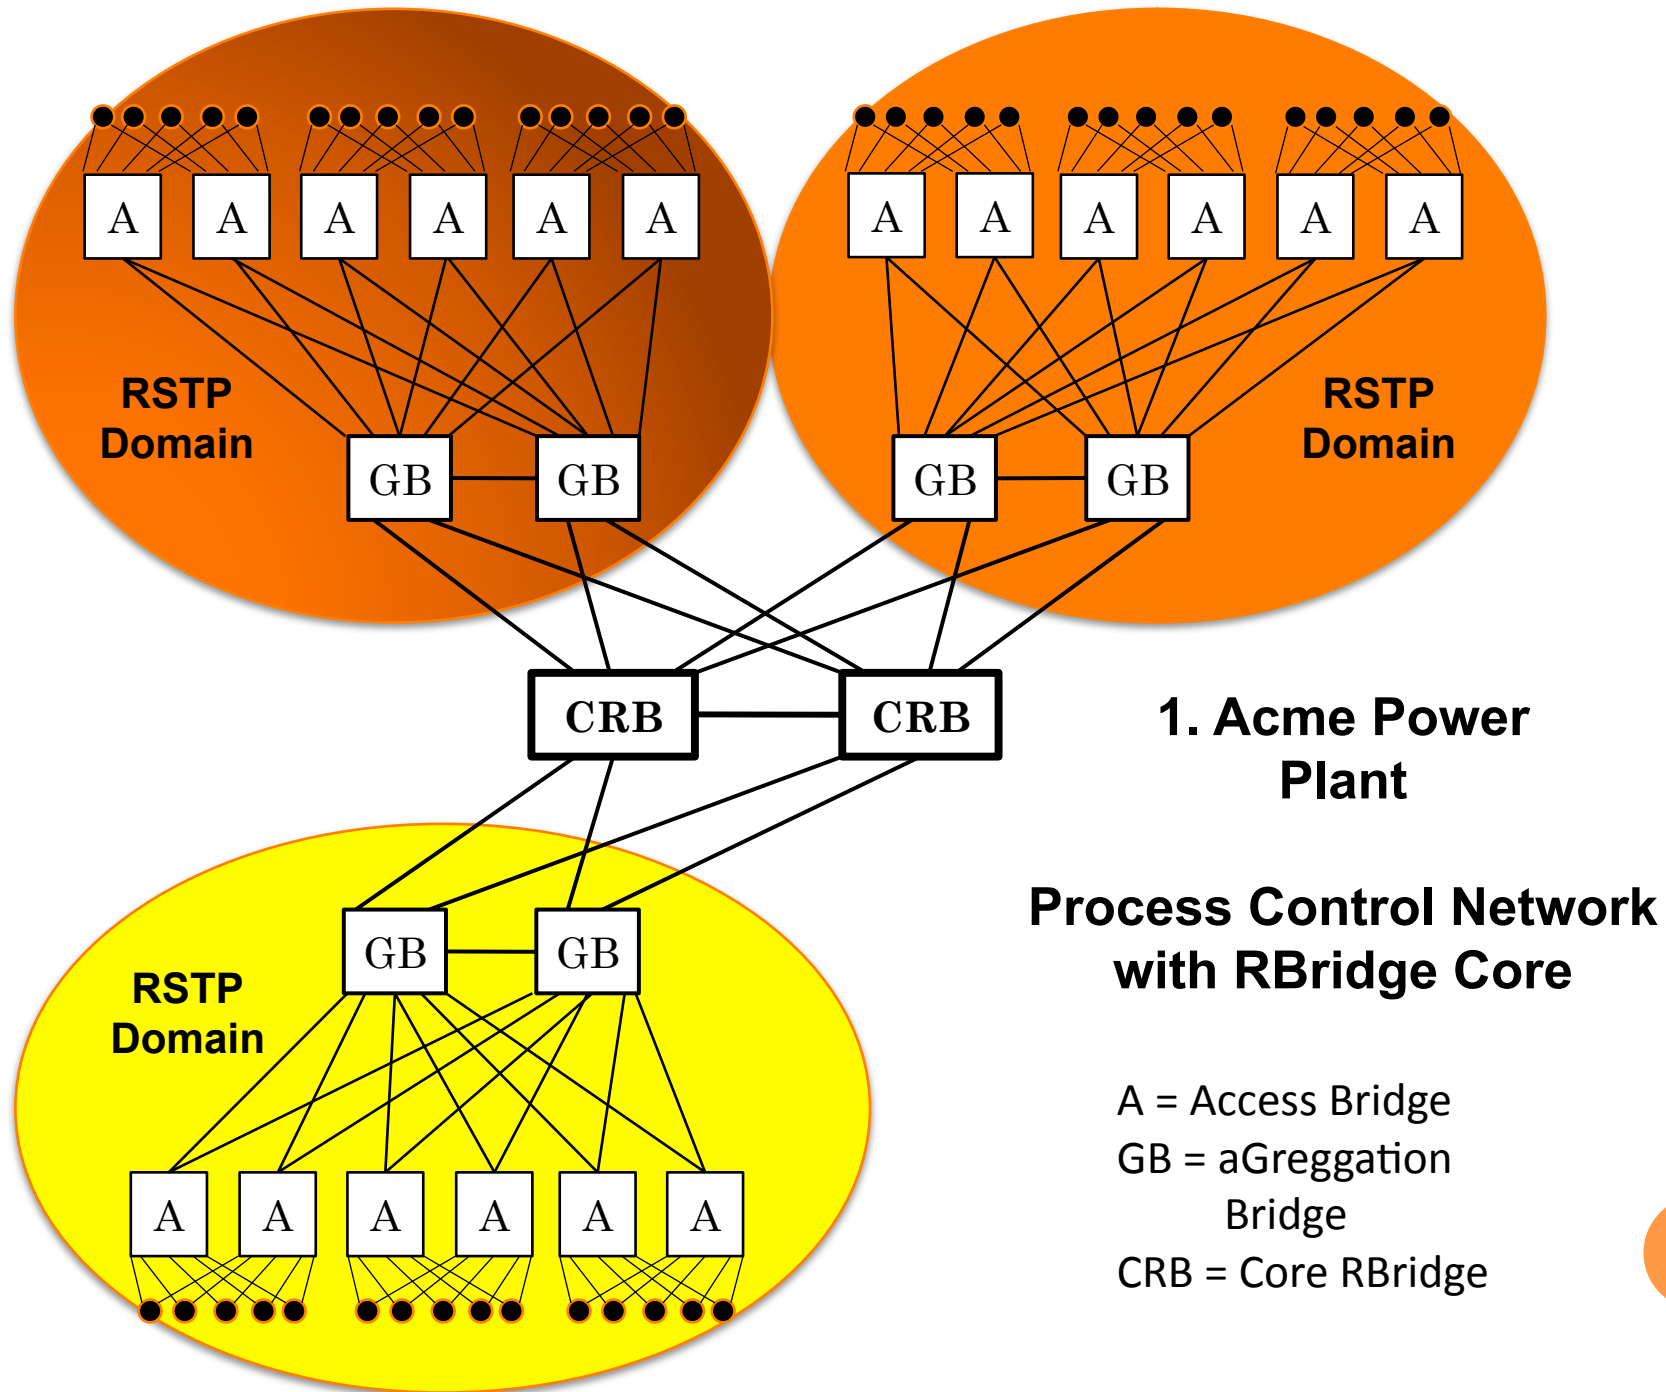 A A A A A A
A A A A A A
RSTP
Domain
RSTP
Domain
GB GB
GB GB
CRB CRB
1. Acme Power
Plant
Process Control Network
with RBridge Core
GB GB
RSTP
Domain
A A A A A A
A = Access Bridge
GB = aGreggation
Bridge
CRB = Core RBridge